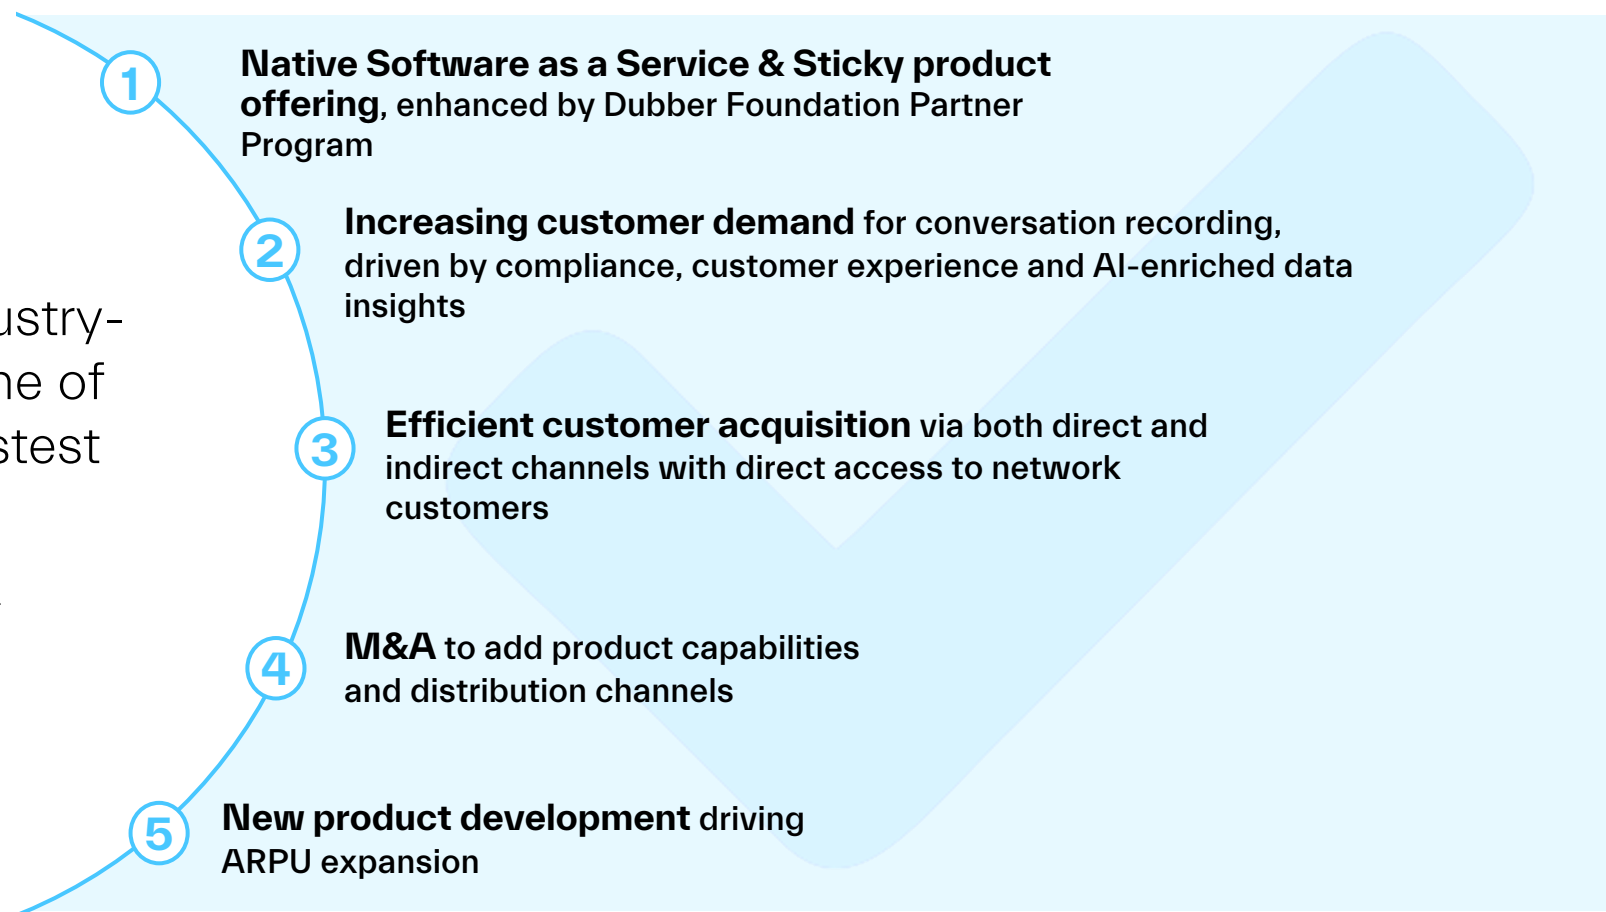 1
Native Software as a Service & Sticky product
offering, enhanced by Dubber Foundation Partner
Program
2
Increasing customer demand for conversation recording,
driven by compliance, customer experience and AI-enriched data
insights
3
Efficient customer acquisition via both direct and
indirect channels with direct access to network
customers
4
M&A to add product capabilities
and distribution channels
5
New product development driving
ARPU expansion
of